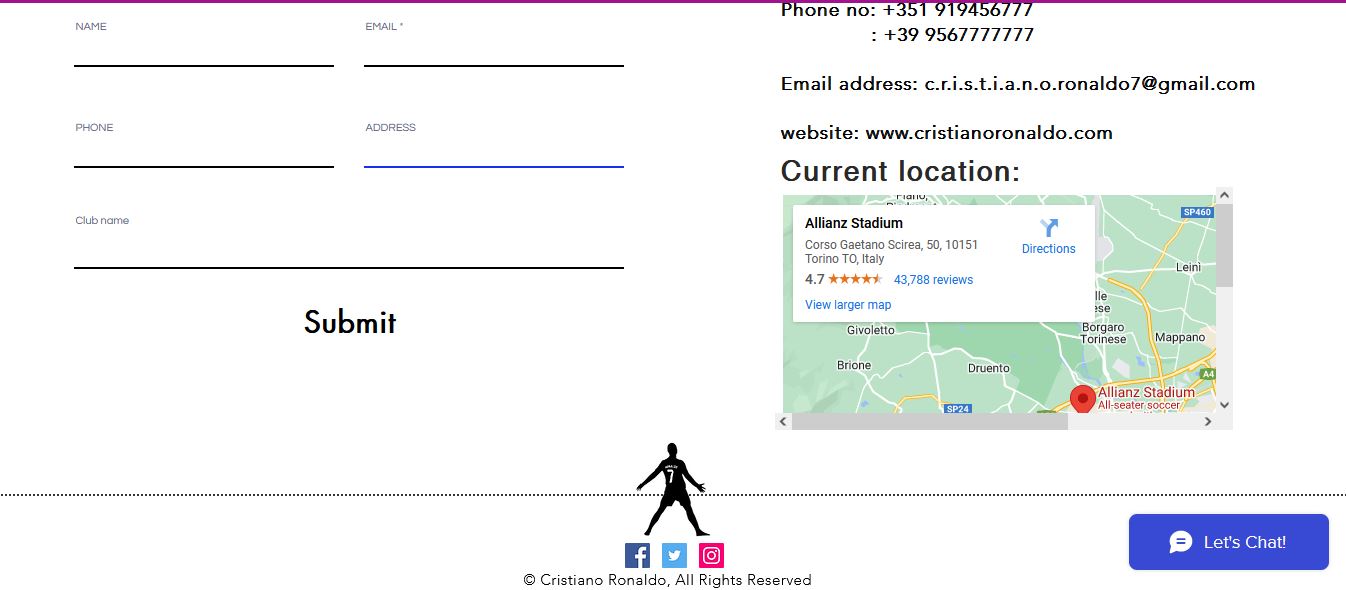 NAME
EMAIL *
PHONE
ADDRESS
Club name
Submit
Phone no: +351 919456777
: +39 9567777777
Email address: c.r.i.s.t.i.a.n.o.ronaldo7@gmail.com
website: www.cristianoronaldo.com
Current location:
Allianz Stadium
Corso Gaetano Scirea, 50, 10151
Torino TO, Italy
4.7
43,788 reviews
View larger map
Directions
SP460
Leinì
Givoletto
Borgaro
Torinese
Mappano
Brione
Druento
A4
SP24
Allianz Stadium
All-seater soccer
7
Let's Chat!
© Cristiano Ronaldo, All Rights Reserved